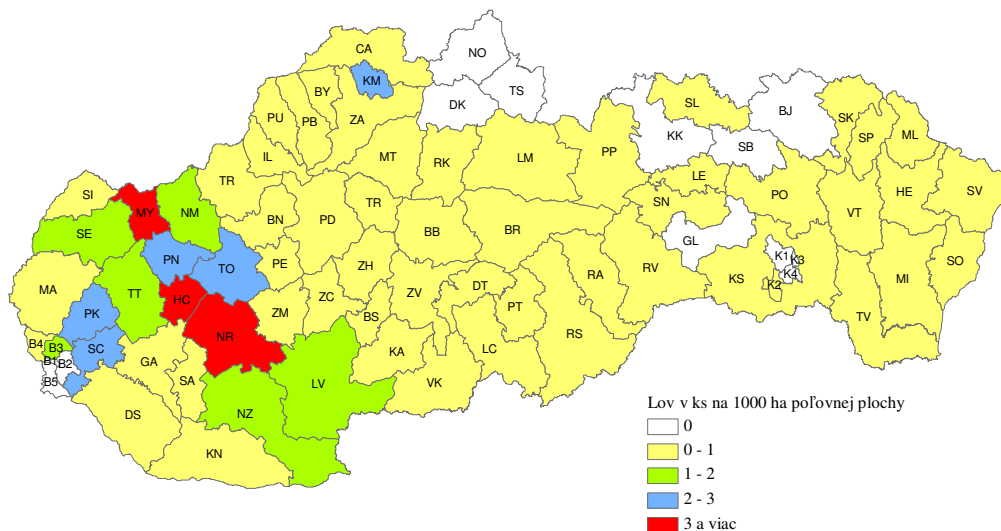 NO
CA
KM
TS
BY
DK
SL
BJ
PU
PB
ZA
SK
KK
SP
ML
SB
IL
MT
RK
LM
PP
LE
TR
SI
PO
HE
SV
MY
NM
BN
PD
TR
SN
VT
SE
BB
BR
GL
PN
TO
PE
ZH
RA
RV
K1
K3
K4
SO
MA
TT
HC
ZC
ZV
DT
KS
K2
MI
PK
ZM
BS
PT
TV
NR
RS
B4
B3
SC
GA
KA
LC
B1
B2
B5
SA
LV
VK
DS
NZ
KN
Lov v ks na 1000 ha poľovnej plochy
0
0 - 1
1 - 2
2 - 3
3 a viac